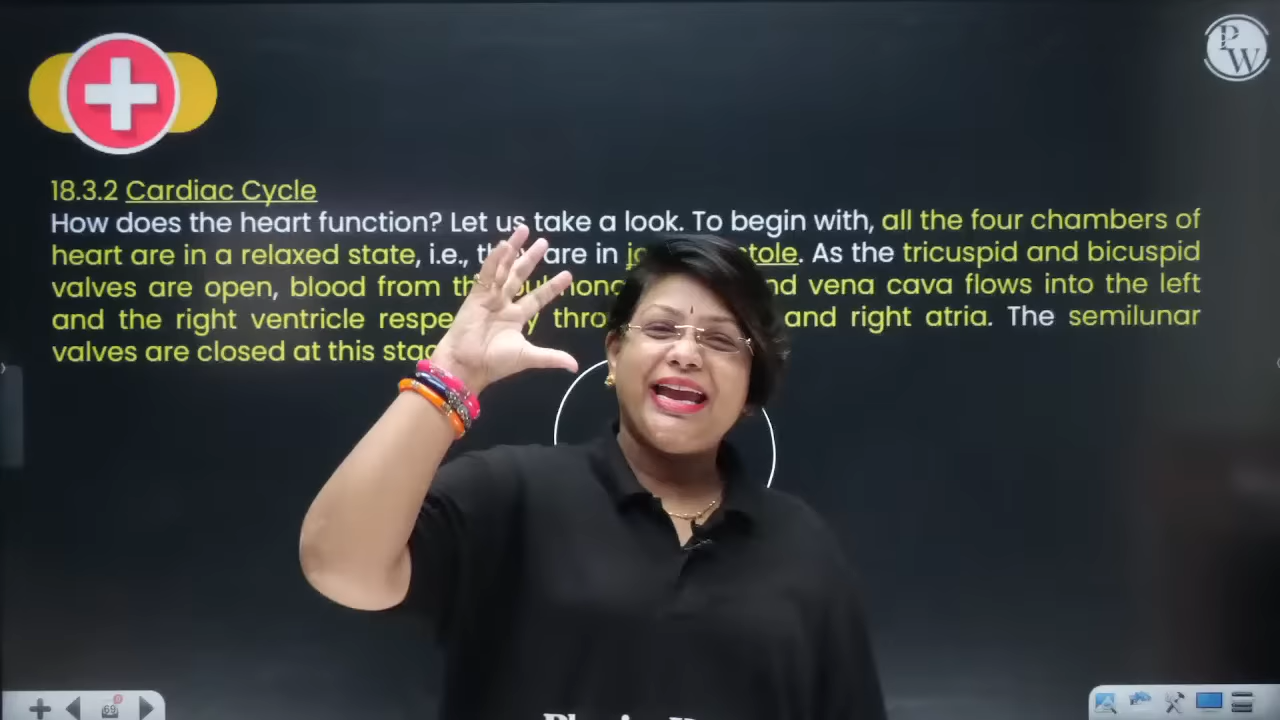 P
W
18.3.2 Cardiac Cycle
How does the heart function? Let us take a look. To begin with, all the four chambers of
heart are in a relaxed state, i.e., are in . As the tricuspid and bicuspid
valves are open, blood from vena cava flows into the left
and the right ventricle and right atria. The semilunar
valves are closed at this
69